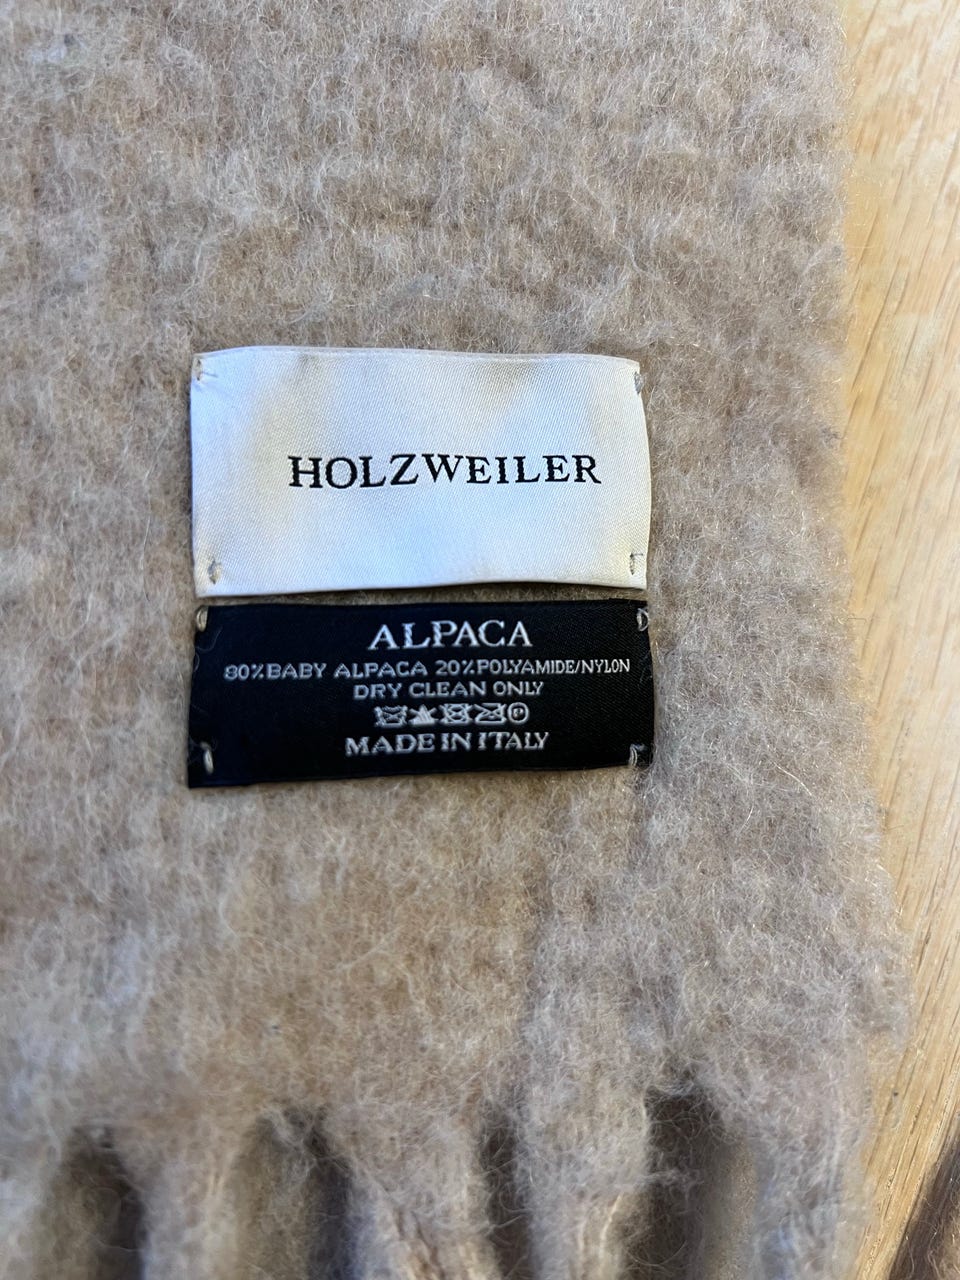 HOLZWEILER
ALPACA
80%BABY ALPACA 20%POLYAMIDE/NYLON
DRY CLEAN ONLY
MADE IN ITALY